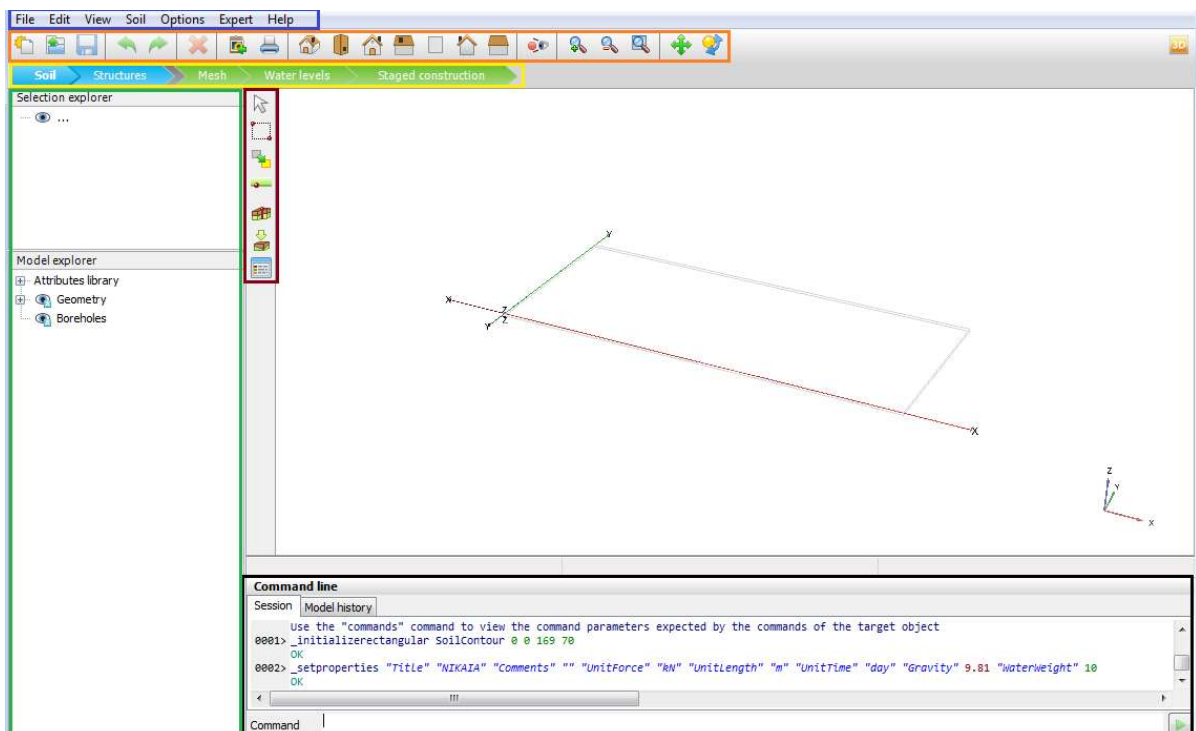 File Edit View Soil Options Expert Help
3D
Soil Structures Mesh Water levels Staged construction
Selection explorer
...
Model explorer
Attributes library
Geometry
Boreholes
Y
X
Z
Y Z
X
Z
Y
X
Command line
Session Model history
Use the "commands" command to view the command parameters expected by the commands of the target object
0001> _initializerectangular SoilContour 0 0 169 70
OK
0002> _setproperties "Title" "NIKAIA" "Comments" "" "UnitForce" "kN" "UnitLength" "m" "UnitTime" "day" "Gravity" 9.81 "WaterWeight" 10
OK
Command